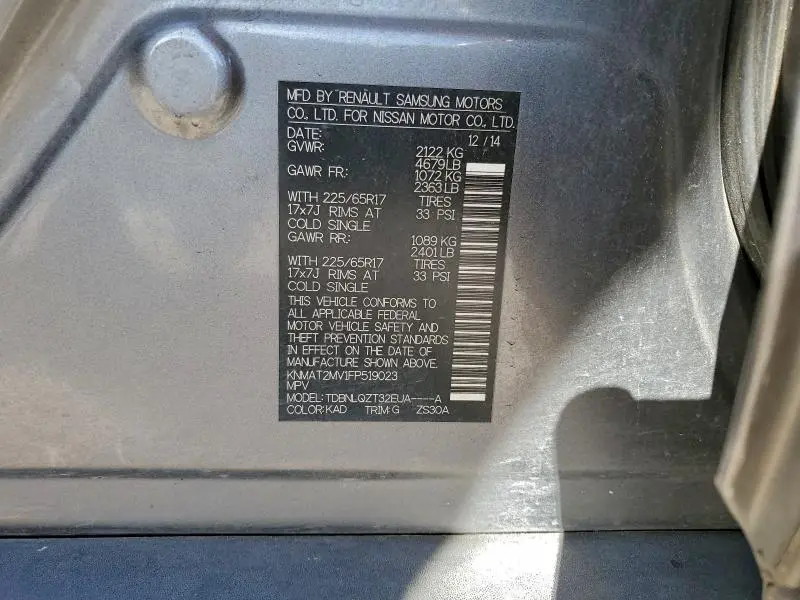 MFD BY RENAULT SAMSUNG MOTORS
CO., LTD. FOR NISSAN MOTOR CO., LTD.
DATE: 12 / 14
GVWR: 2122 KG
4679LB
GAWR FR: 1072 KG
2363 LB
WITH 225/65R17 TIRES
17x7J RIMS AT 33 PSI
COLD SINGLE
GAWR RR: 1089 KG
2401 LB
WITH 225/65R17 TIRES
17x7J RIMS AT 33 PSI
COLD SINGLE
THIS VEHICLE CONFORMS TO
ALL APPLICABLE FEDERAL
MOTOR VEHICLE SAFETY AND
THEFT PREVENTION STANDARDS
IN EFFECT ON THE DATE OF
MANUFACTURE SHOWN ABOVE.
KNMAT2MV1FP519023
MPV
MODEL: TDBNLQZT32EUA----A
COLOR:KAD TRIM:G ZS30A